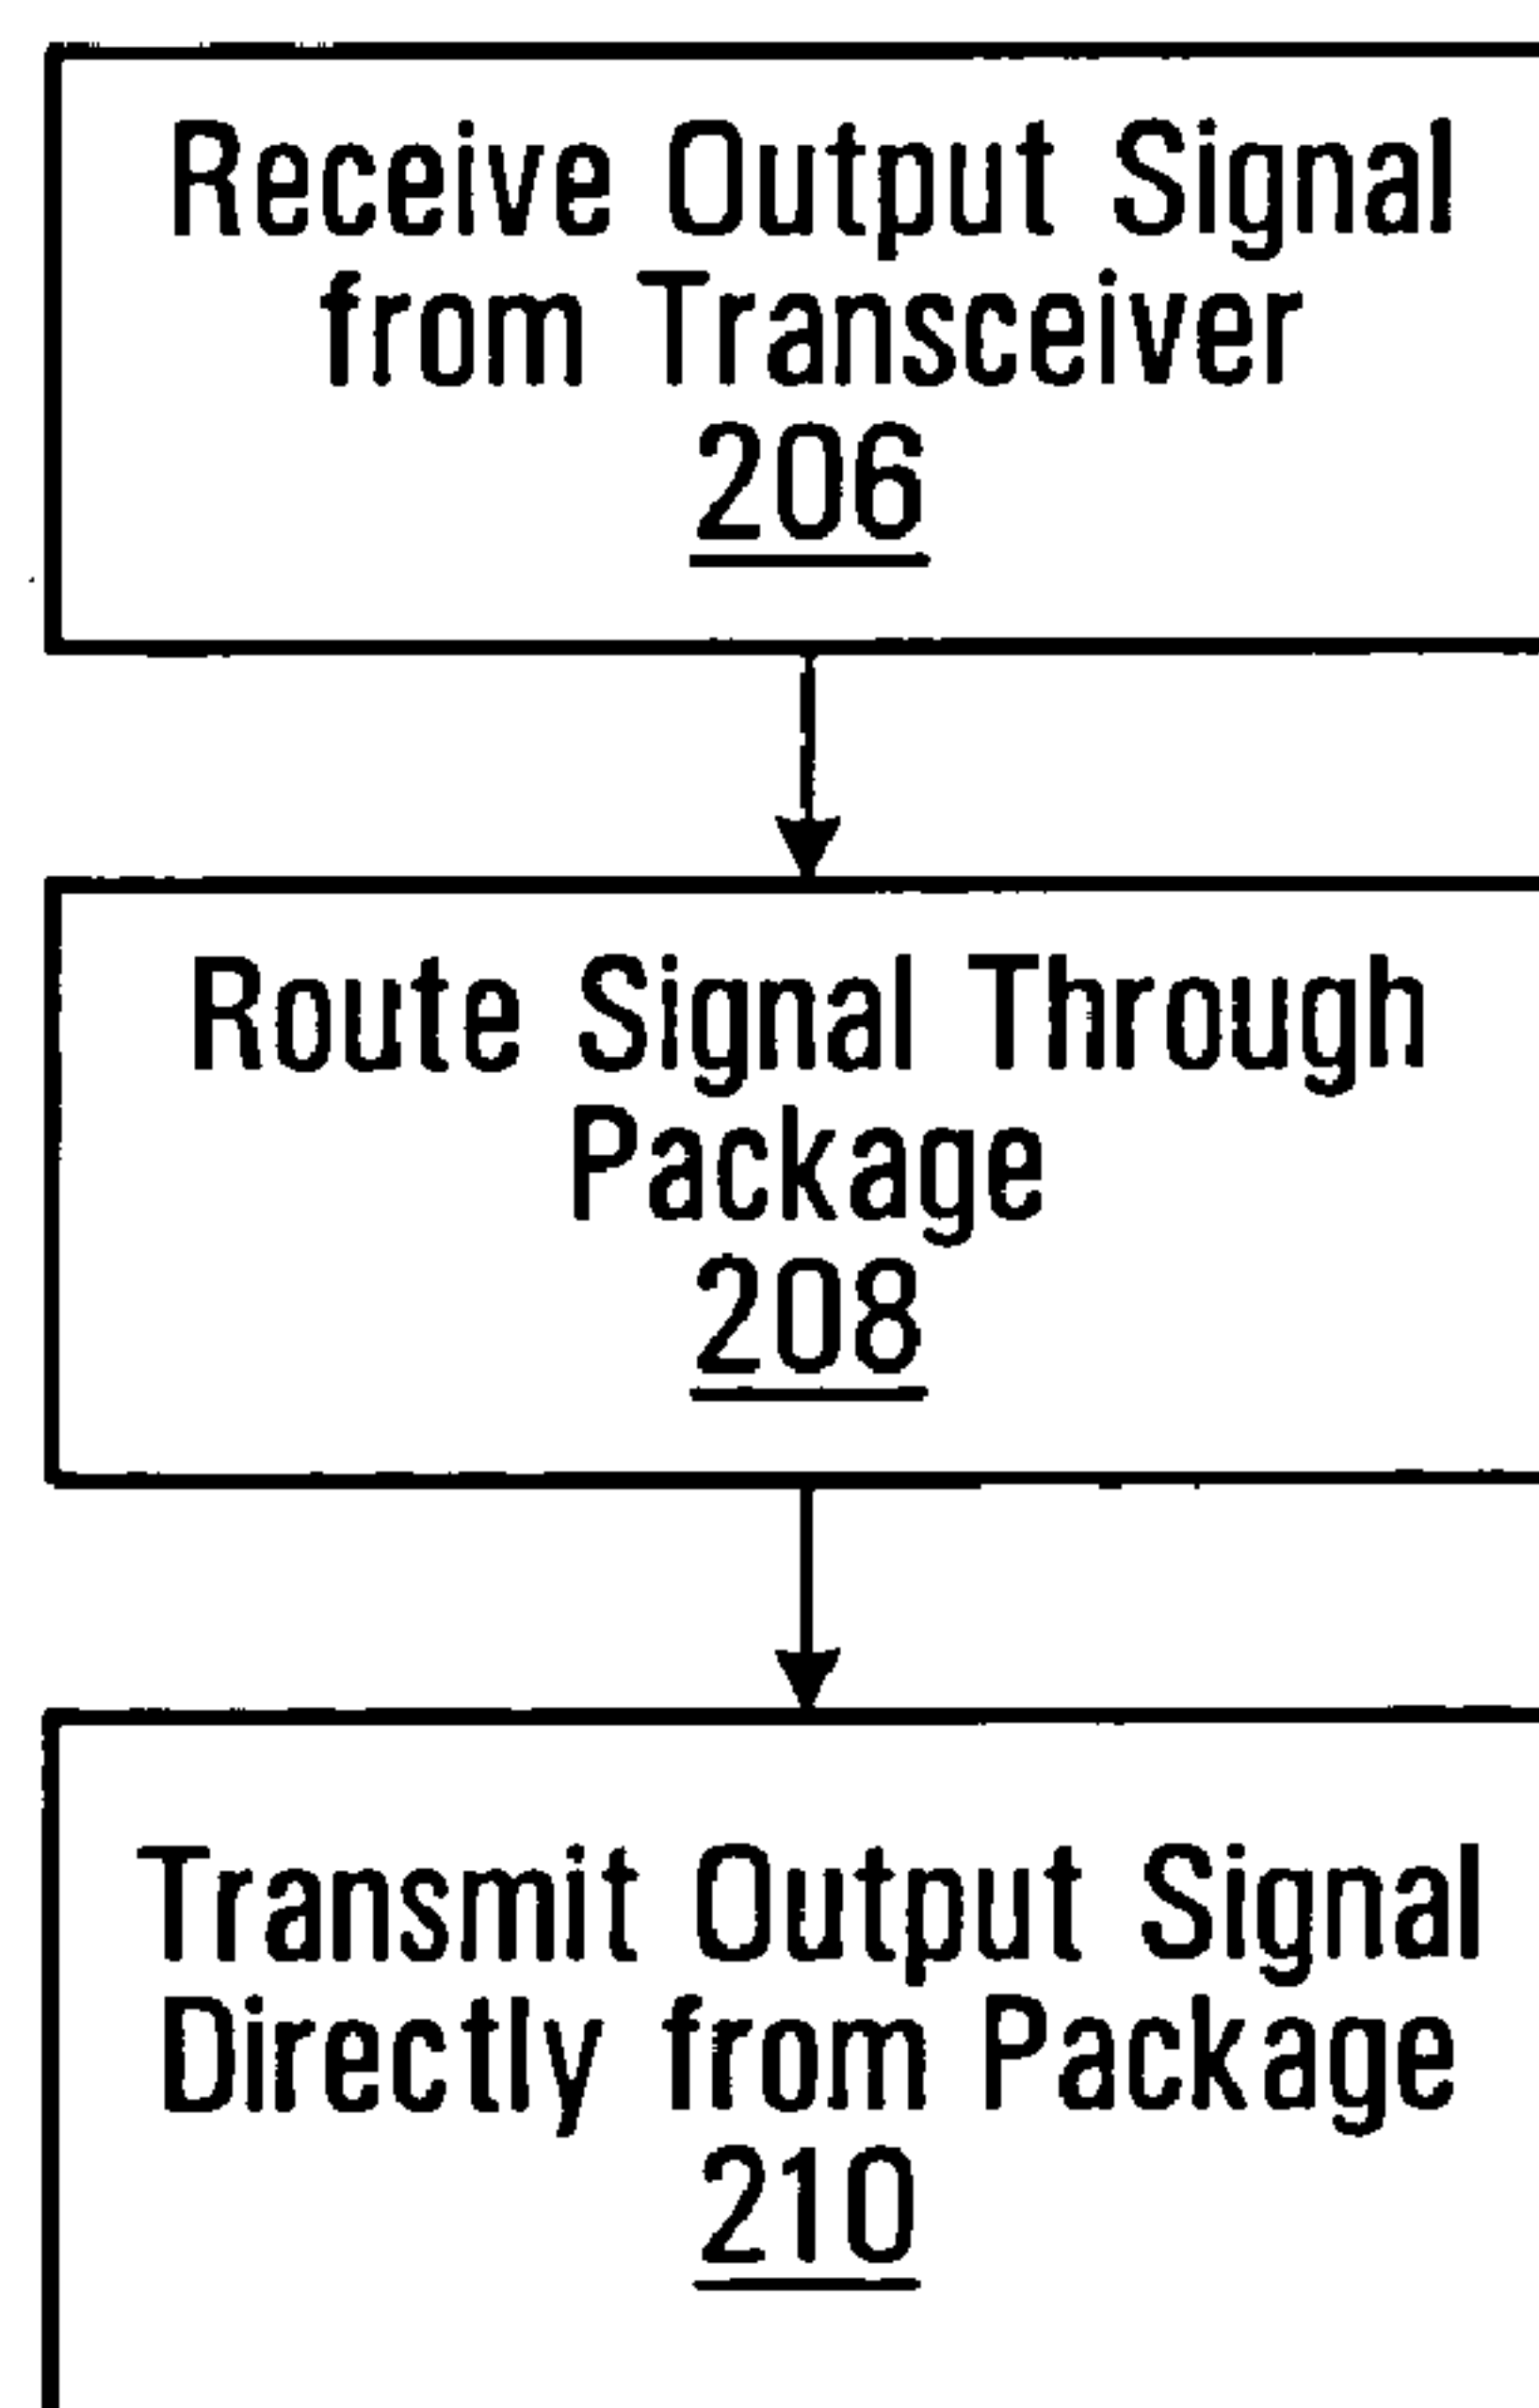 Receive Output Signal
from Transceiver
206
Route Signal Through
Package
208
Transmit Output Signal
Directly from Package
210